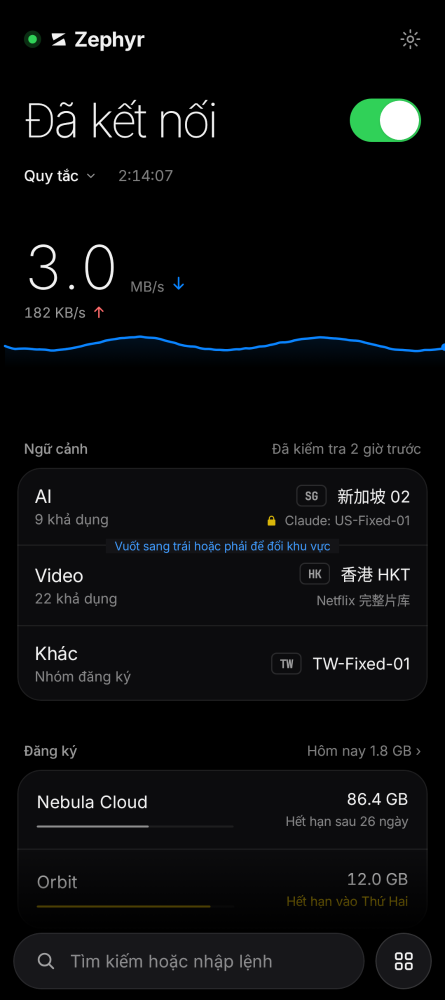 Zephyr
Đã kết nối
Quy tắc 2:14:07
3.0 MB/s ↓
182 KB/s ↑
Ngữ cảnh Đã kiểm tra 2 giờ trước
AI SG 新加坡 02
9 khả dụng Claude: US-Fixed-01
Vuốt sang trái hoặc phải để đổi khu vực
Video HK 香港 HKT
22 khả dụng Netflix 完整片库
Khác TW TW-Fixed-01
Nhóm đăng ký
Đăng ký Hôm nay 1.8 GB ›
Nebula Cloud 86.4 GB
Hết hạn sau 26 ngày
Orbit 12.0 GB
Hết hạn vào Thứ Hai
Tìm kiếm hoặc nhập lệnh